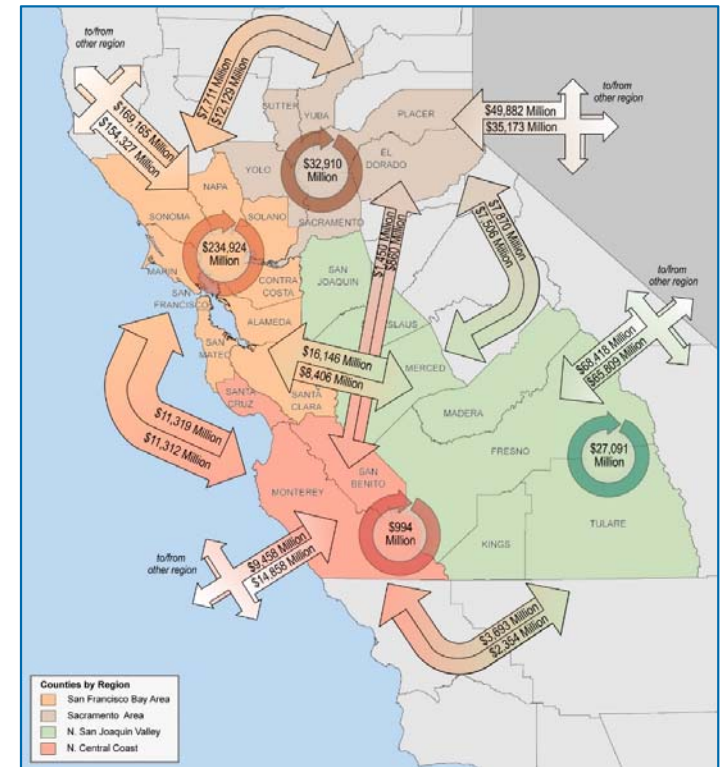 to/from
other region
$7,711 Million
$12,129 Million
$169,165 Million
$154,327 Million
to/from
other region
$49,882 Million
$35,173 Million
SUTTER
YUBA
PLACER
YOLO
EL
DORADO
$32,910
Million
NAPA
SONOMA
SOLANO
SACRAMENTO
$234,924
Million
MARIN
SAN
FRANCISCO
CONTRA
COSTA
ALAMEDA
SAN
MATEO
SAN
JOAQUIN
$7,870 Million
$7,506 Million
to/from
other region
$68,418 Million
$65,809 Million
$16,146 Million
$8,406 Million
MERCED
SANTA
CRUZ
SANTA
CLARA
MADERA
$11,319 Million
$11,312 Million
FRESNO
$27,091
Million
SAN
BENITO
MONTEREY
$994
Million
KINGS
TULARE
to/from
other region
$9,458 Million
$14,858 Million
$3,693 Million
$2,354 Million
Counties by Region
San Francisco Bay Area
Sacramento Area
N. San Joaquin Valley
N. Central Coast